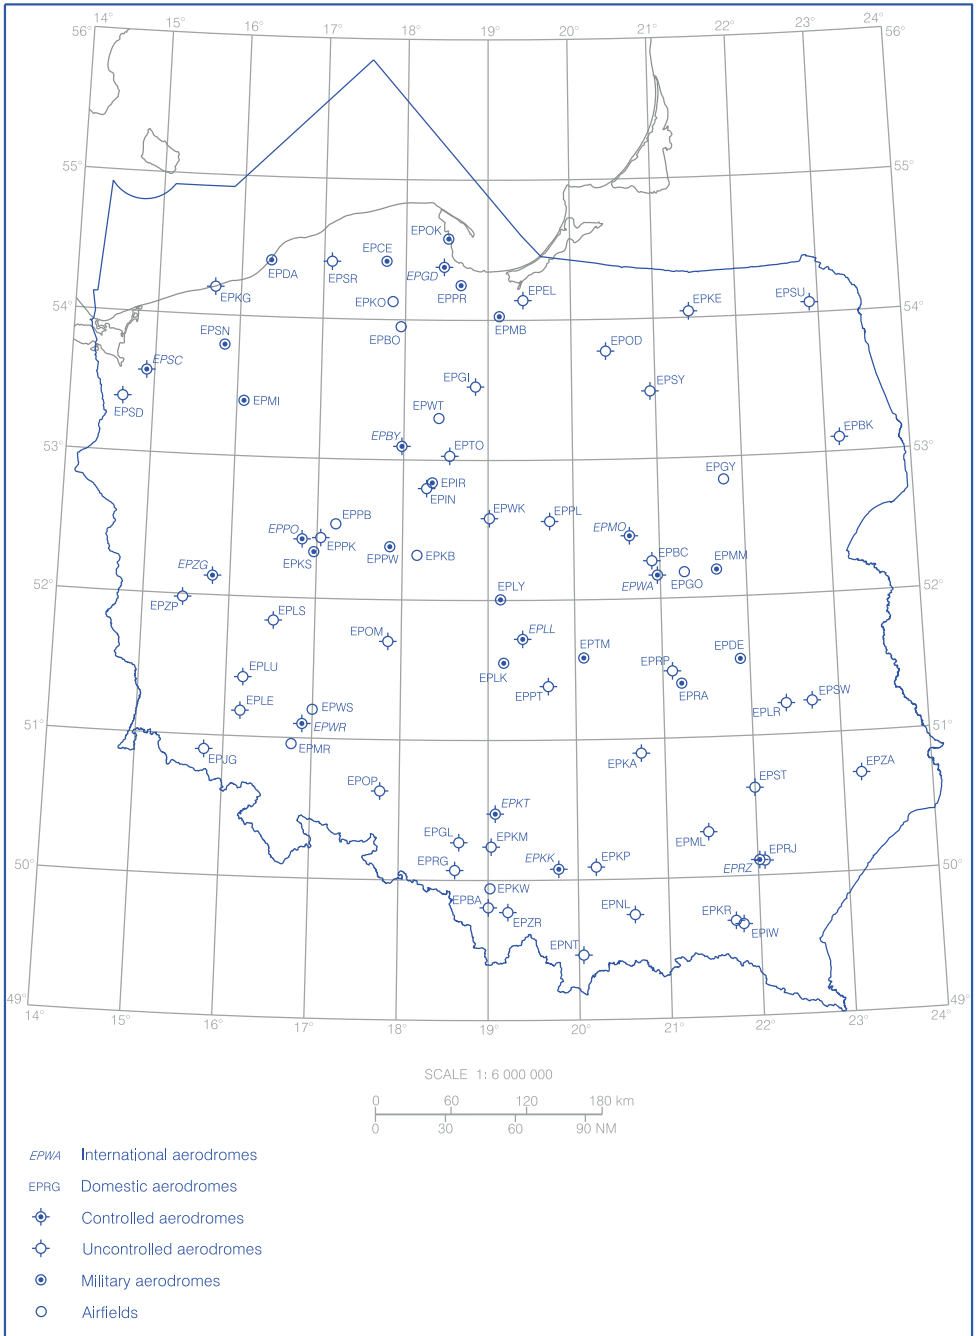 14° 15° 16° 17° 18° 19° 20° 21° 22° 23° 24°
56° 56°
55° 55°
EPOK
EPCE
EPDA EPSR EPGD
EPKG EPPR EPEL EPSU
EPKO EPKE
54° 54°
EPSN EPBO EPMB
EPSC EPOD
EPGI EPSY
EPSD EPMI EPWT
EPBK
EPBY EPTO
53° 53°
EPGY
EPIR
EPIN
EPPB EPWK EPPL
EPPO EPMO
EPPK
EPKS EPPW EPKB EPBC EPMM
EPZG
EPWA EPGO
52° EPLY 52°
EPZP
EPLS
EPOM EPLL
EPTM EPDE
EPLU EPLK EPRP
EPPT EPRA EPSW
EPLE EPWS EPLR
51° EPWR 51°
EPMR
EPJG EPKA EPZA
EPOP EPST
EPKT
EPGL EPKM EPML
50° EPRG EPKK EPKP EPRJ 50°
EPRZ
EPKW
EPBA EPNL EPKR
EPZR EPIW
EPNT
49° 49°
14° 15° 16° 17° 18° 19° 20° 21° 22° 23° 24°
SCALE 1: 6 000 000
0 60 120 180 km
0 30 60 90 NM
EPWA International aerodromes
EPRG Domestic aerodromes
Controlled aerodromes
Uncontrolled aerodromes
Military aerodromes
Airfields